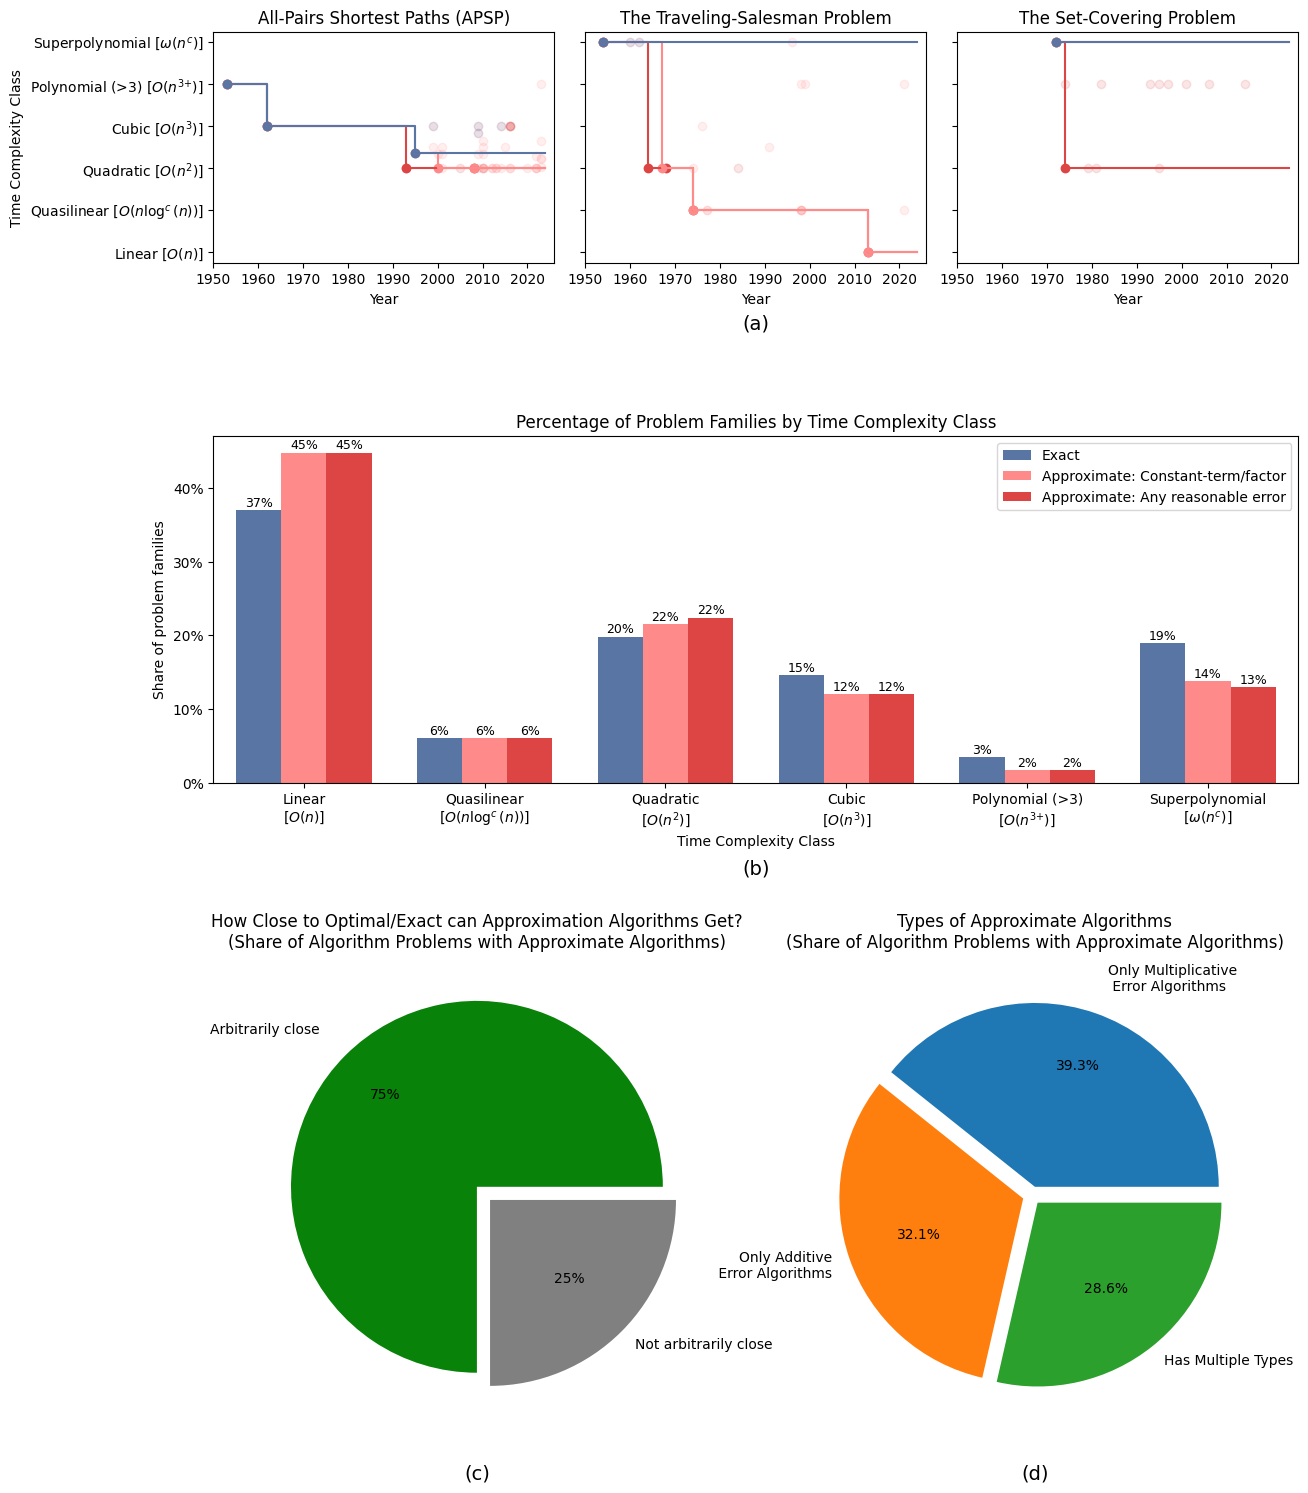 All-Pairs Shortest Paths (APSP)
The Traveling-Salesman Problem
The Set-Covering Problem
Time Complexity Class
Superpolynomial [ω(n^c)]
Polynomial (>3) [O(n^{3+})]
Cubic [O(n^3)]
Quadratic [O(n^2)]
Quasilinear [O(n log^c (n))]
Linear [O(n)]
1950 1960 1970 1980 1990 2000 2010 2020
1950 1960 1970 1980 1990 2000 2010 2020
1950 1960 1970 1980 1990 2000 2010 2020
Year
Year
Year
(a)
Percentage of Problem Families by Time Complexity Class
Share of problem families
40%
30%
20%
10%
0%
Exact
Approximate: Constant-term/factor
Approximate: Any reasonable error
37% 45% 45%
6% 6% 6%
20% 22% 22%
15% 12% 12%
3% 2% 2%
19% 14% 13%
Linear
[O(n)]
Quasilinear
[O(n log^c (n))]
Quadratic
[O(n^2)]
Cubic
[O(n^3)]
Polynomial (>3)
[O(n^{3+})]
Superpolynomial
[ω(n^c)]
Time Complexity Class
(b)
How Close to Optimal/Exact can Approximation Algorithms Get?
(Share of Algorithm Problems with Approximate Algorithms)
Arbitrarily close
75%
25%
Not arbitrarily close
(c)
Types of Approximate Algorithms
(Share of Algorithm Problems with Approximate Algorithms)
Only Multiplicative
Error Algorithms
39.3%
32.1%
Only Additive
Error Algorithms
28.6%
Has Multiple Types
(d)